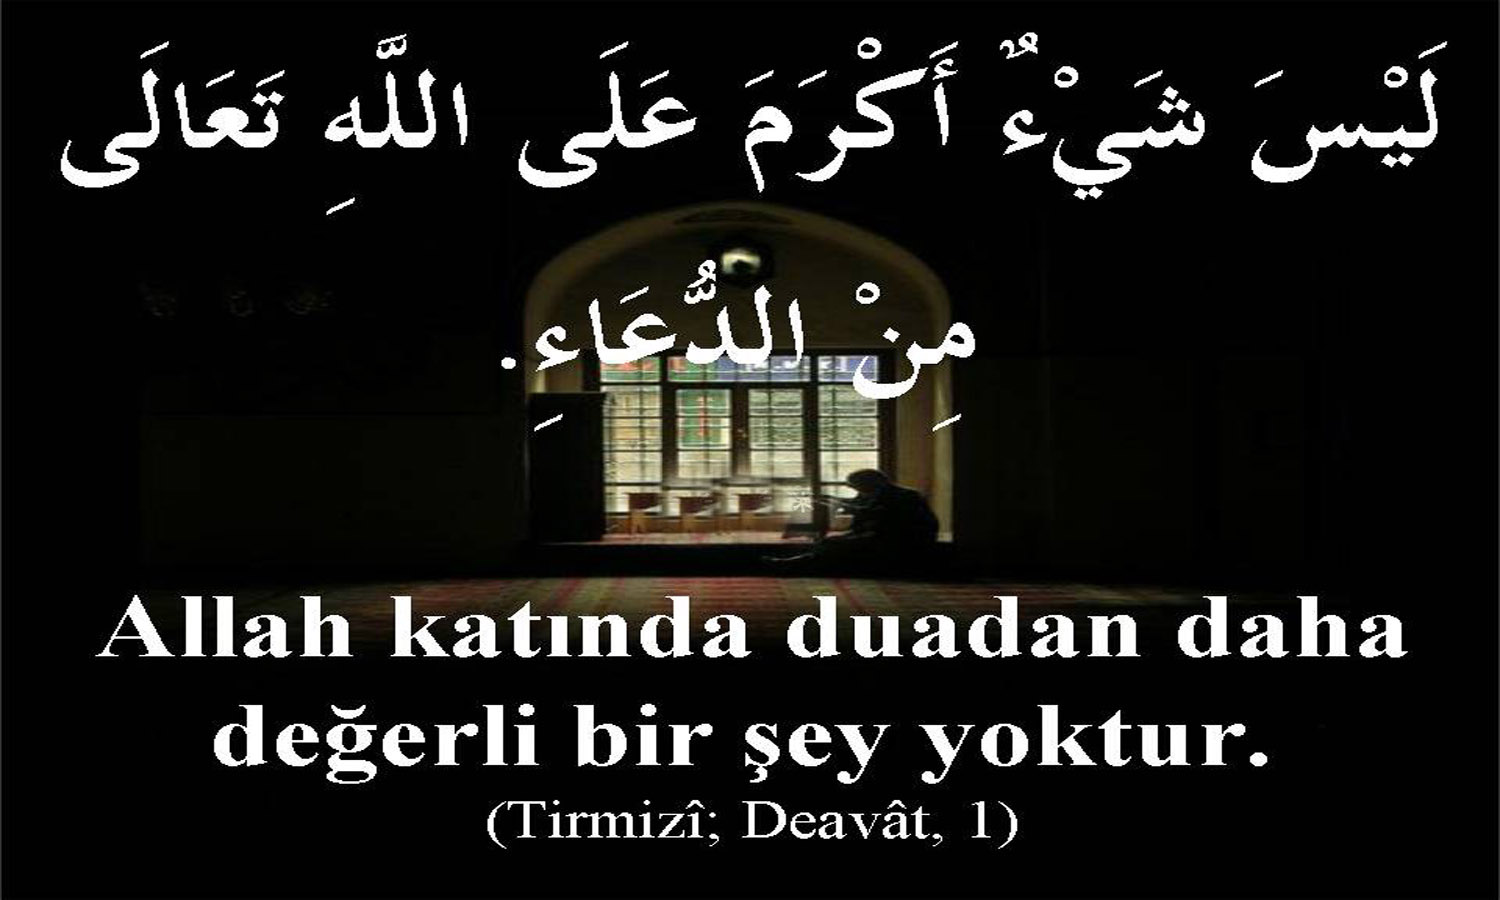 لَيْسَ شَيْءٌ أَكْرَمَ عَلَى اللَّهِ تَعَالَى
مِنْ الدُّعَاءِ.
Allah katında duadan daha
değerli bir şey yoktur.
(Tirmizî; Deavât, 1)